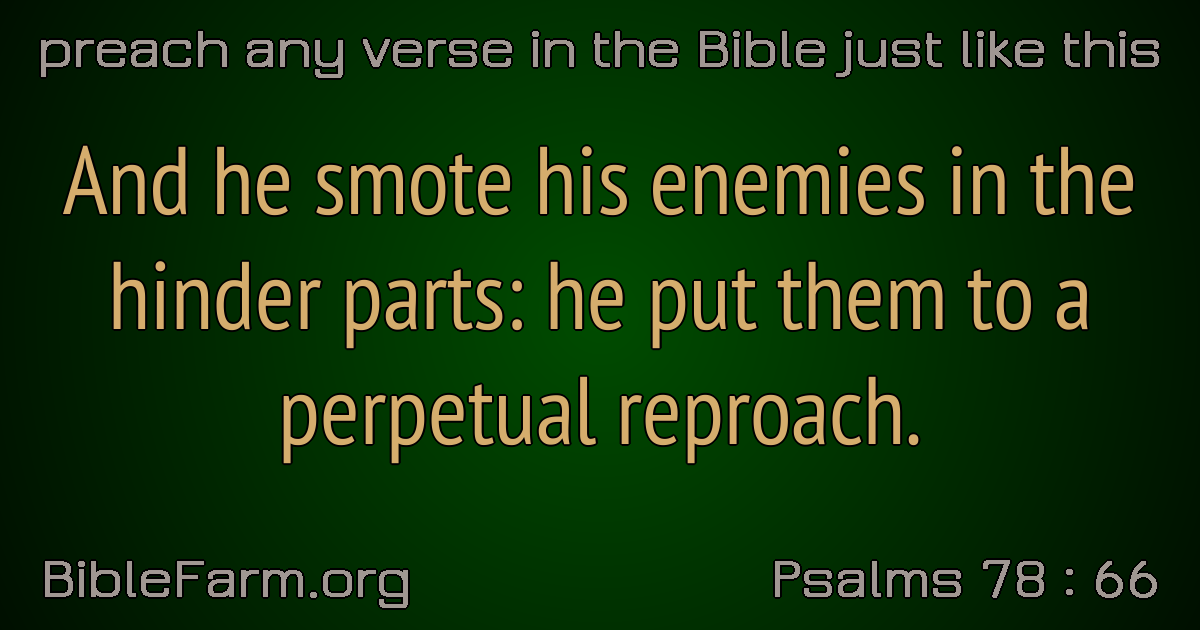 preach any verse in the Bible just like this
And he smote his enemies in the
hinder parts: he put them to a
perpetual reproach.
BibleFarm.org
Psalms 78 : 66